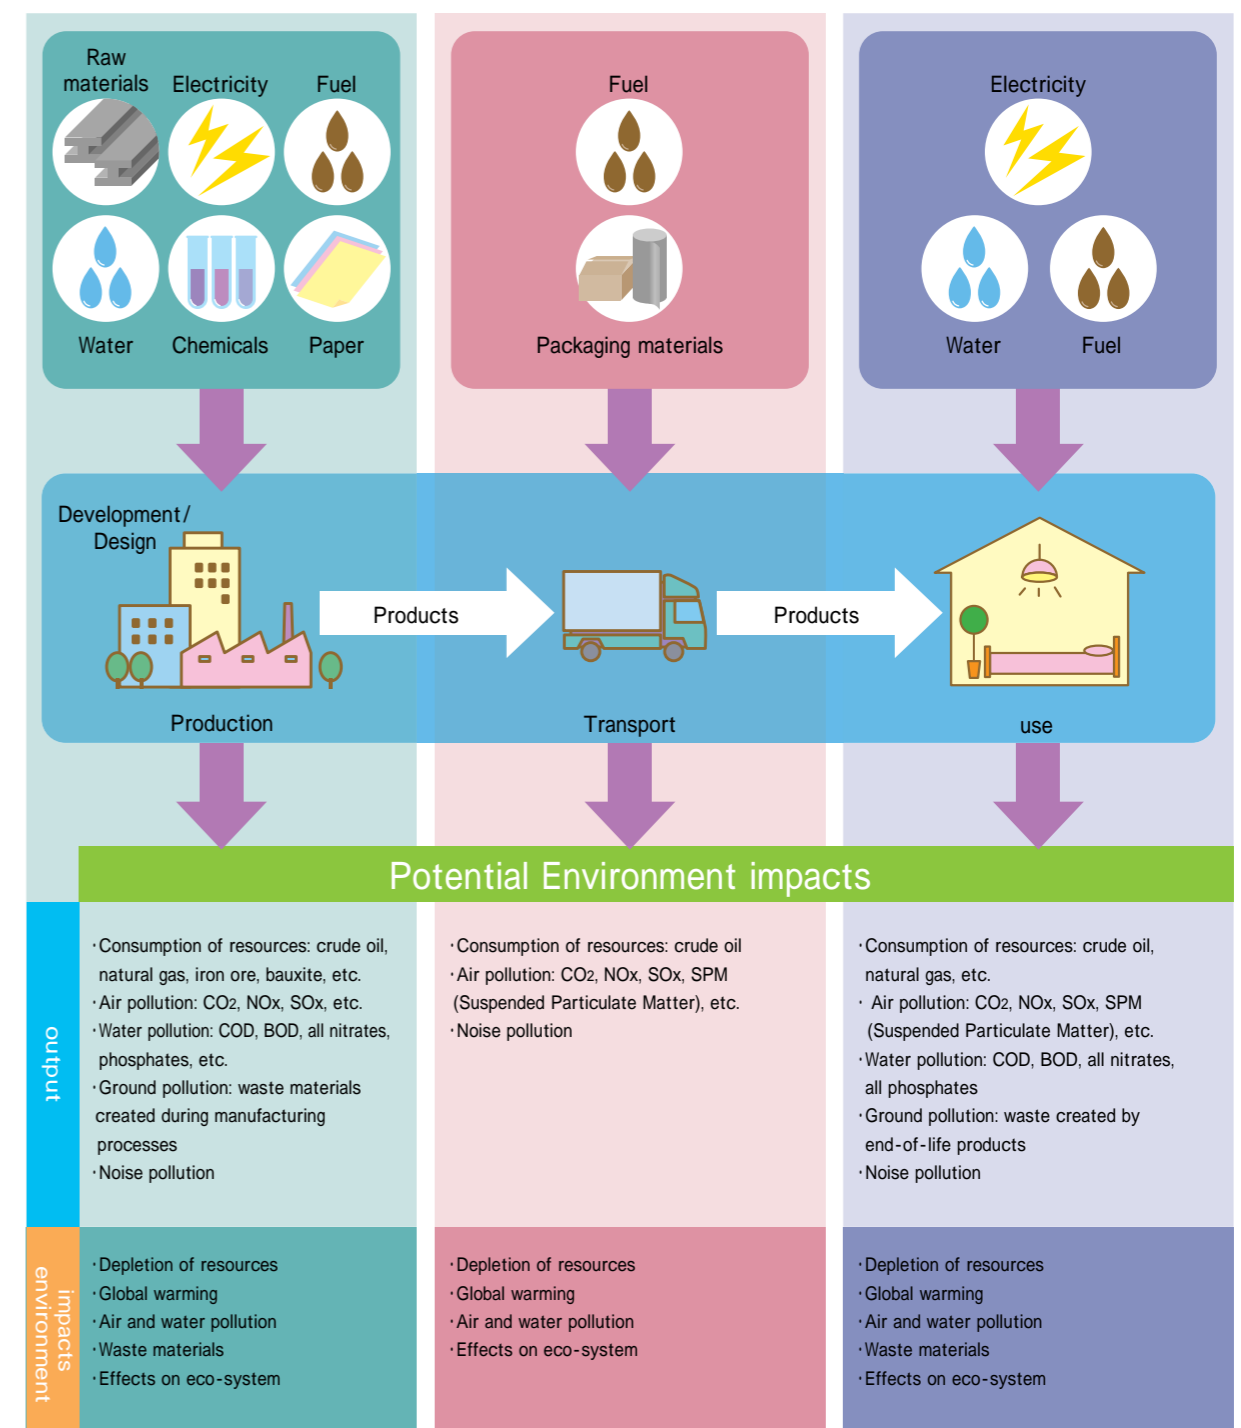 Raw
materials
Electricity
Fuel
Water
Chemicals
Paper
Fuel
Packaging materials
Electricity
Water
Fuel
Development/
Design
Production
Products
Transport
Products
use
Potential Environment impacts
output
·Consumption of resources: crude oil,
natural gas, iron ore, bauxite, etc.
·Air pollution: CO2, NOx, SOx, etc.
·Water pollution: COD, BOD, all nitrates,
phosphates, etc.
·Ground pollution: waste materials
created during manufacturing
processes
·Noise pollution
·Consumption of resources: crude oil
·Air pollution: CO2, NOx, SOx, SPM
(Suspended Particulate Matter), etc.
·Noise pollution
·Consumption of resources: crude oil,
natural gas, etc.
· Air pollution: CO2, NOx, SOx, SPM
(Suspended Particulate Matter), etc.
·Water pollution: COD, BOD, all nitrates,
all phosphates
·Ground pollution: waste created by
end-of-life products
·Noise pollution
impacts
environment
·Depletion of resources
·Global warming
·Air and water pollution
·Waste materials
·Effects on eco-system
·Depletion of resources
·Global warming
·Air and water pollution
·Effects on eco-system
·Depletion of resources
·Global warming
·Air and water pollution
·Waste materials
·Effects on eco-system